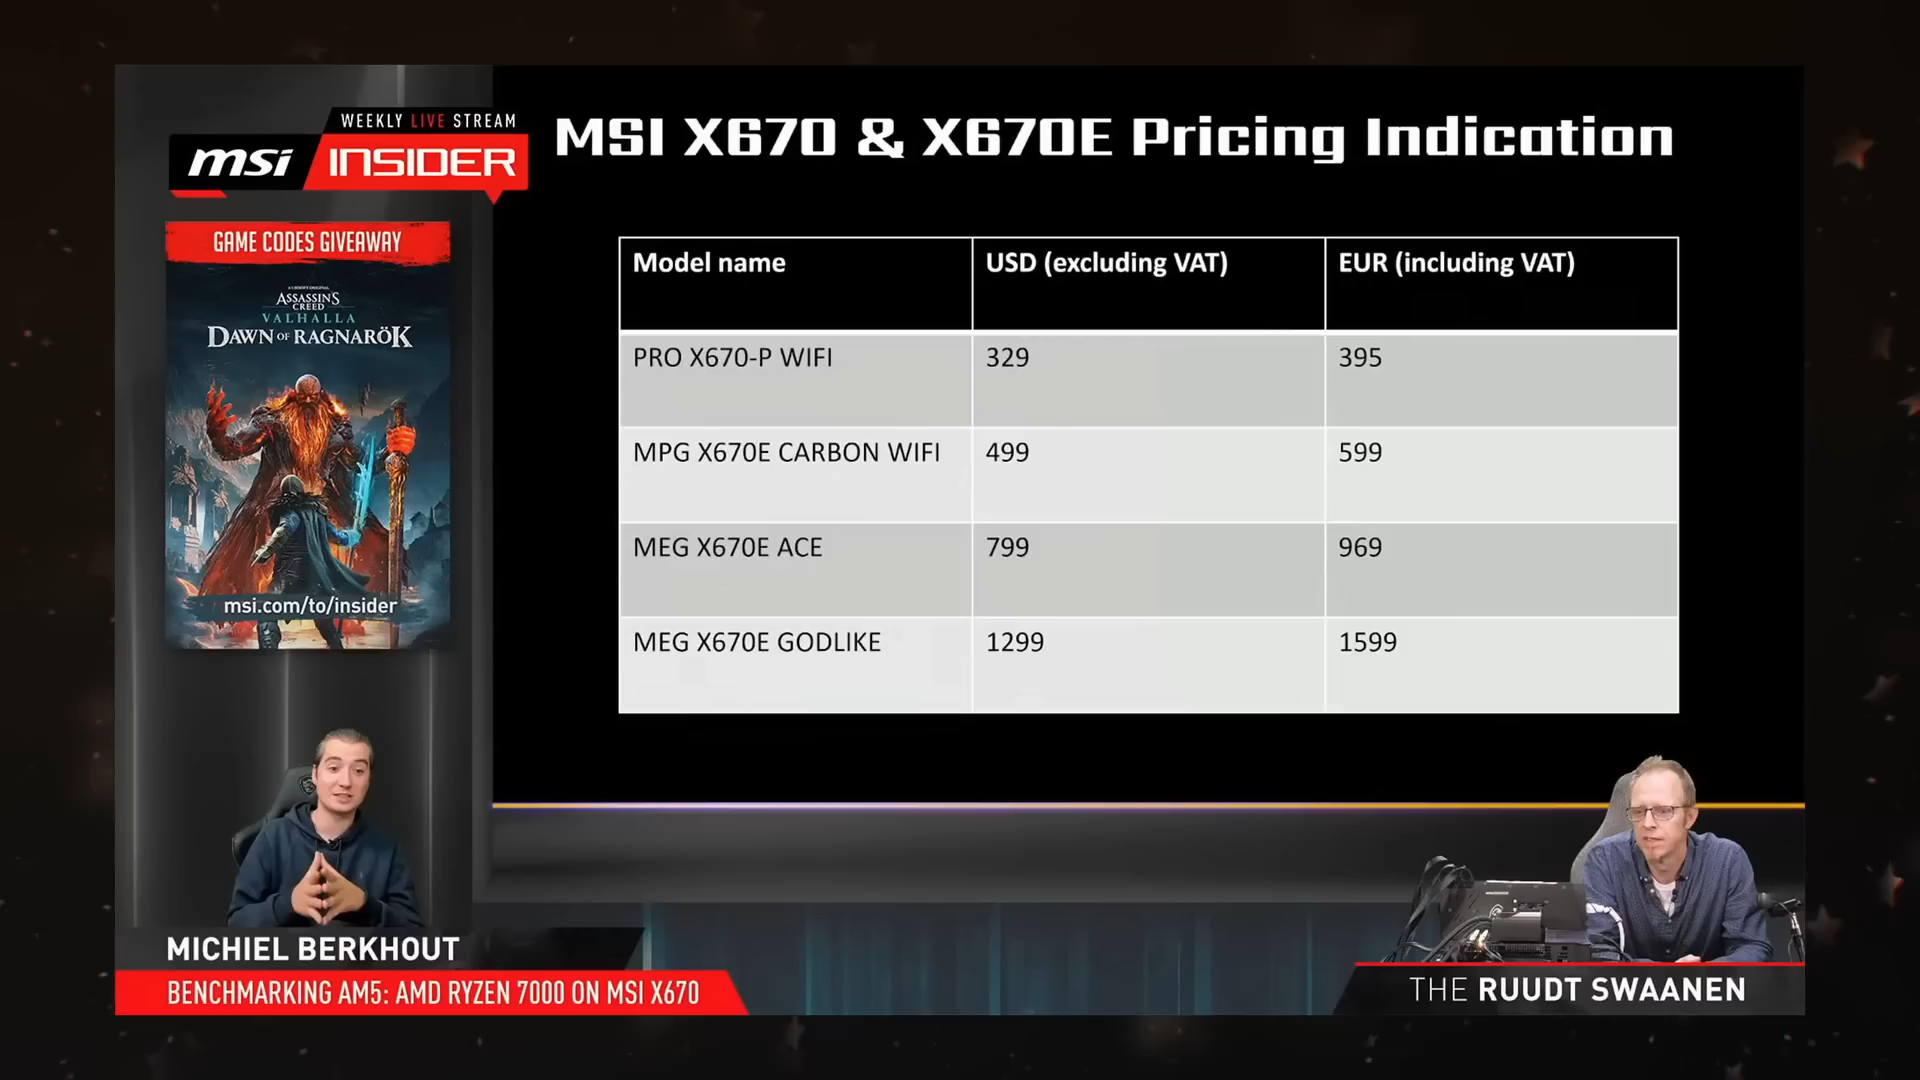 WEEKLY LIVE STREAM
msi INSIDER
MSI X670 & X670E Pricing Indication
GAME CODES GIVEAWAY
A UBISOFT ORIGINAL
ASSASSIN'S
CREED
VALHALLA
DAWN OF RAGNARÖK
msi.com/to/insider
Model name USD (excluding VAT) EUR (including VAT)
PRO X670-P WIFI 329 395
MPG X670E CARBON WIFI 499 599
MEG X670E ACE 799 969
MEG X670E GODLIKE 1299 1599
MICHIEL BERKHOUT
BENCHMARKING AM5: AMD RYZEN 7000 ON MSI X670
THE RUUDT SWAANEN